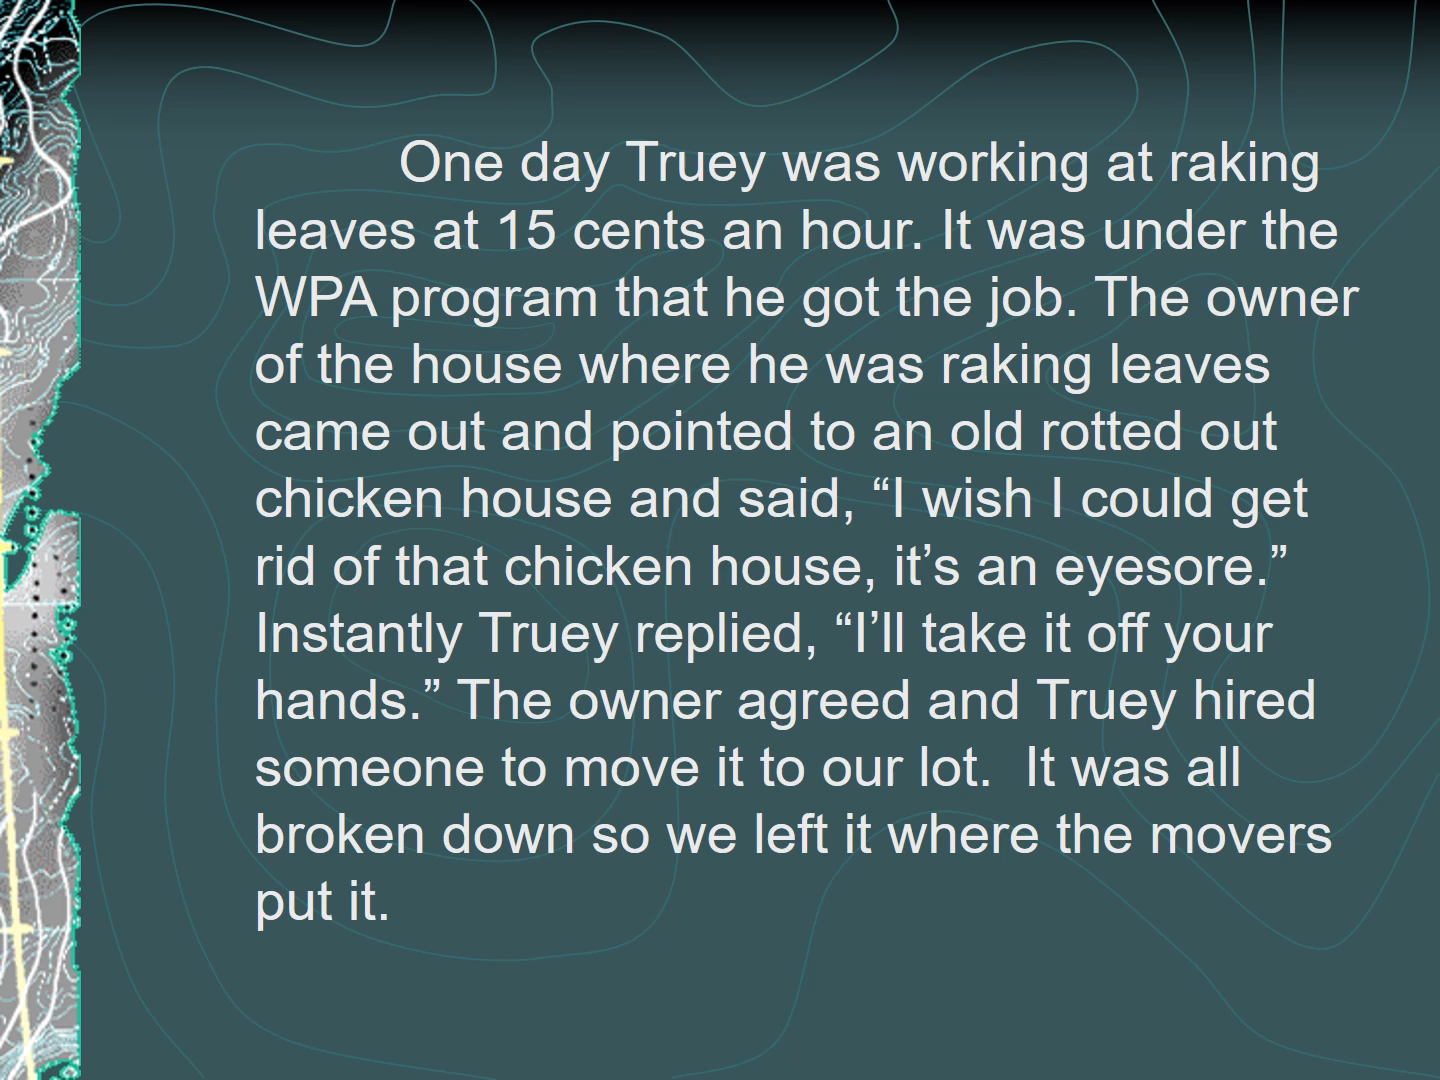 One day Truey was working at raking
leaves at 15 cents an hour. It was under the
WPA program that he got the job. The owner
of the house where he was raking leaves
came out and pointed to an old rotted out
chicken house and said, “I wish I could get
rid of that chicken house, it’s an eyesore.”
Instantly Truey replied, “I’ll take it off your
hands.” The owner agreed and Truey hired
someone to move it to our lot.  It was all
broken down so we left it where the movers
put it.